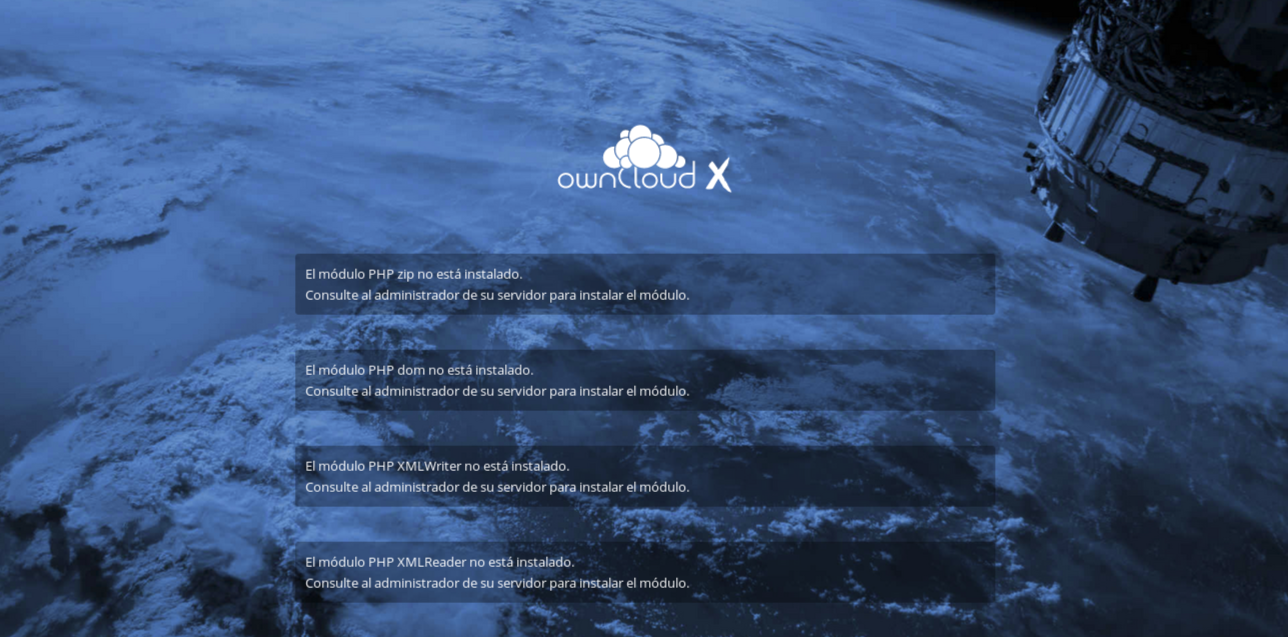 ownCloud X
El módulo PHP zip no está instalado.
Consulte al administrador de su servidor para instalar el módulo.
El módulo PHP dom no está instalado.
Consulte al administrador de su servidor para instalar el módulo.
El módulo PHP XMLWriter no está instalado.
Consulte al administrador de su servidor para instalar el módulo.
El módulo PHP XMLReader no está instalado.
Consulte al administrador de su servidor para instalar el módulo.